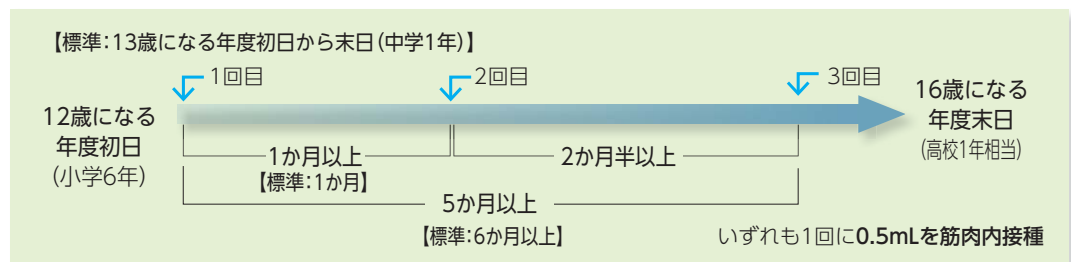 【標準：13歳になる年度初日から末日（中学1年）】
1回目
2回目
3回目
12歳になる
年度初日
（小学6年）
16歳になる
年度末日
（高校1年相当）
1か月以上
【標準：1か月】
2か月半以上
5か月以上
【標準：6か月以上】
いずれも1回に0.5mLを筋肉内接種